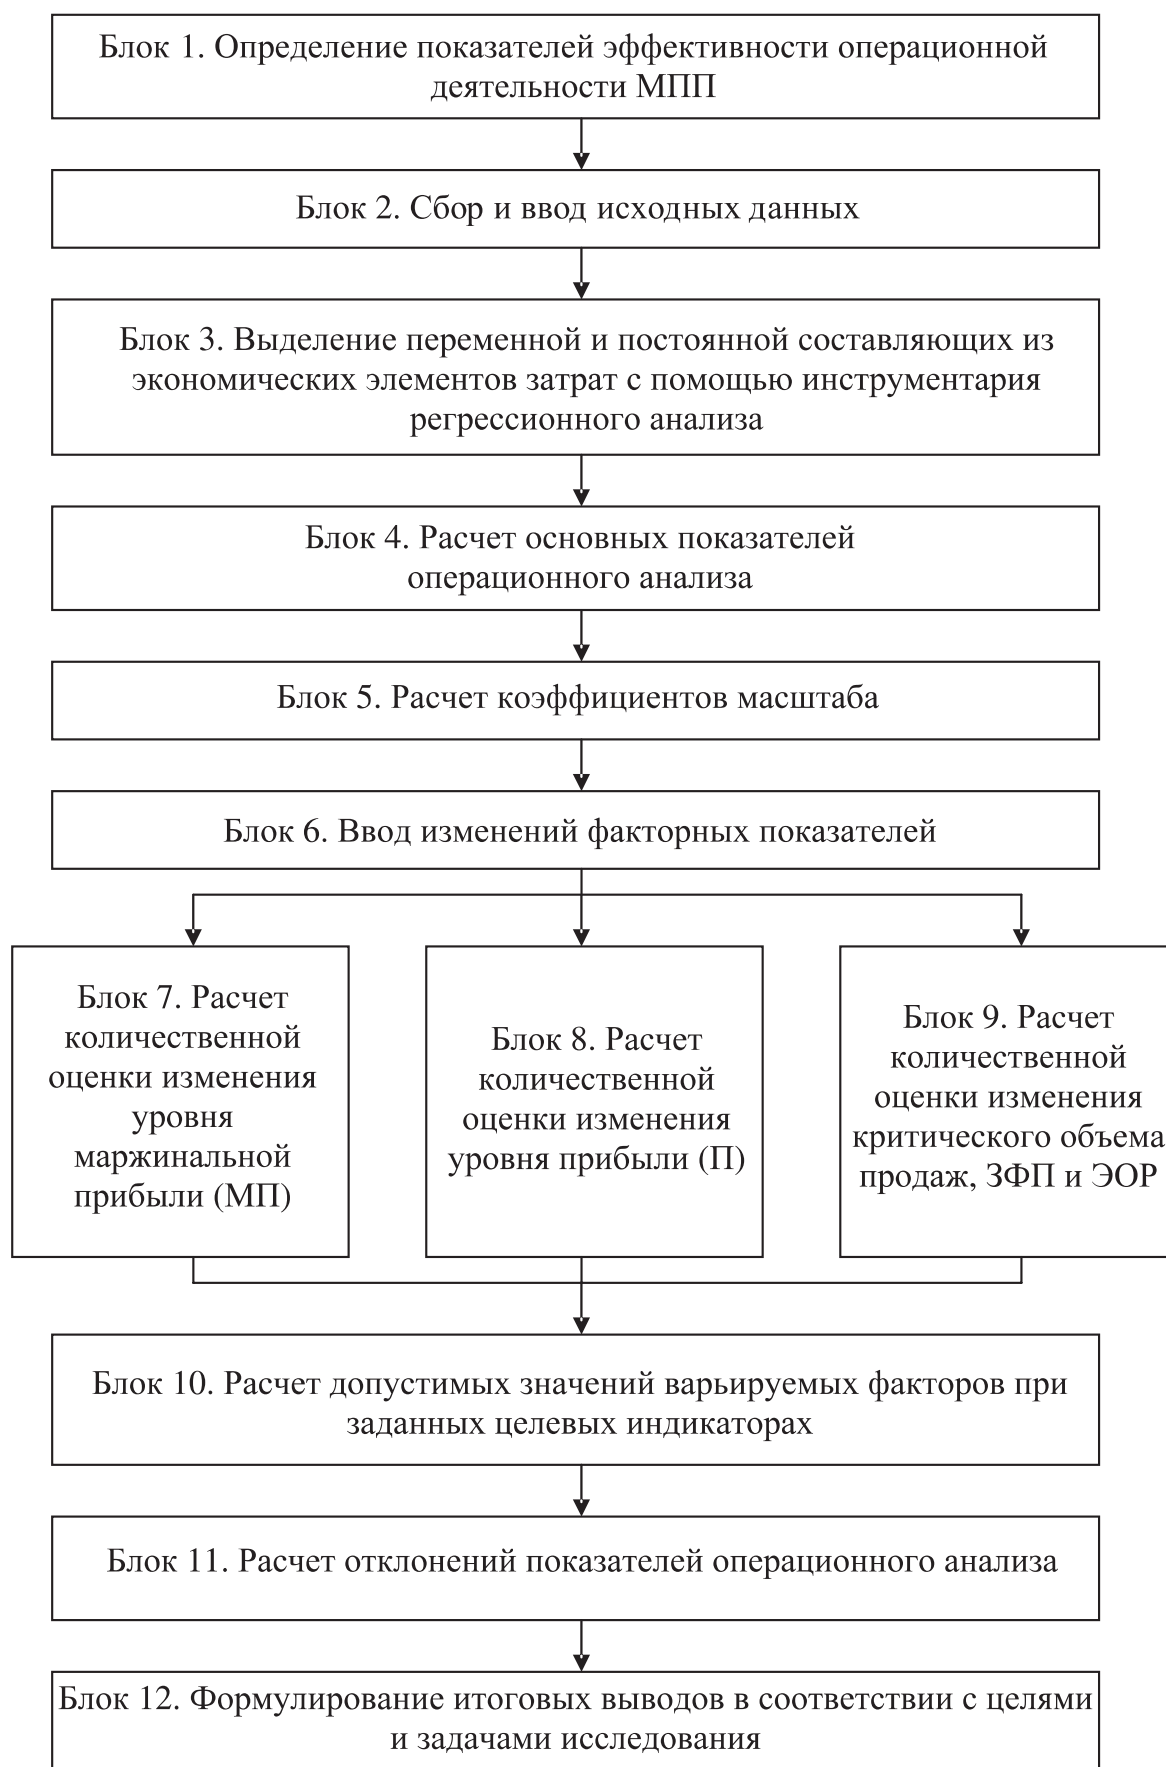 Блок 1. Определение показателей эффективности операционной
деятельности МПП
Блок 2. Сбор и ввод исходных данных
Блок 3. Выделение переменной и постоянной составляющих из
экономических элементов затрат с помощью инструментария
регрессионного анализа
Блок 4. Расчет основных показателей
операционного анализа
Блок 5. Расчет коэффициентов масштаба
Блок 6. Ввод изменений факторных показателей
Блок 7. Расчет
количественной
оценки изменения
уровня
маржинальной
прибыли (МП)
Блок 8. Расчет
количественной
оценки изменения
уровня прибыли (П)
Блок 9. Расчет
количественной
оценки изменения
критического объема
продаж, ЗФП и ЭОР
Блок 10. Расчет допустимых значений варьируемых факторов при
заданных целевых индикаторах
Блок 11. Расчет отклонений показателей операционного анализа
Блок 12. Формулирование итоговых выводов в соответствии с целями
и задачами исследования